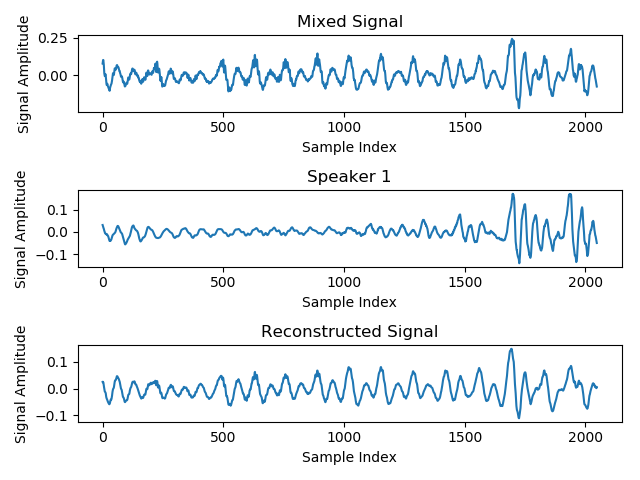 Mixed Signal
Signal Amplitude
0.25
0.00
0 500 1000 1500 2000
Sample Index
Speaker 1
Signal Amplitude
0.1
0.0
−0.1
0 500 1000 1500 2000
Sample Index
Reconstructed Signal
Signal Amplitude
0.1
0.0
−0.1
0 500 1000 1500 2000
Sample Index